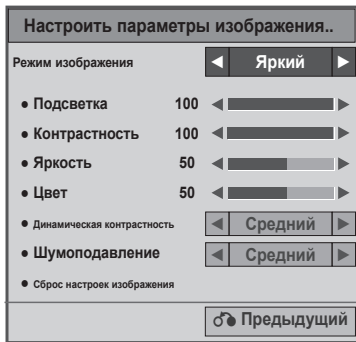 Настроить параметры изображения..
Режим изображения ◀ Яркий ▶
● Подсветка 100
● Контрастность 100
● Яркость 50
● Цвет 50
● Динамическая контрастность ◀ Средний ▶
● Шумоподавление ◀ Средний ▶
● Сброс настроек изображения
Предыдущий